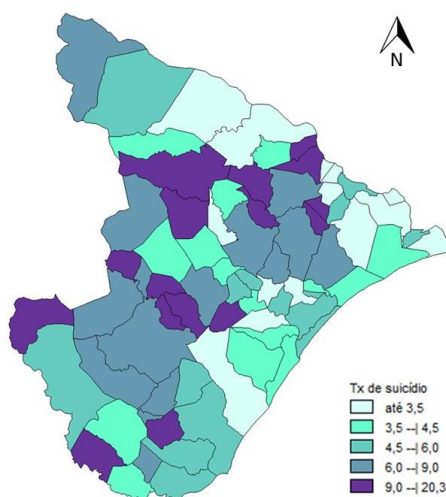 N
Tx de suicídio
até 3,5
3,5 --| 4,5
4,5 --| 6,0
6,0 --| 9,0
9,0 --| 20,3